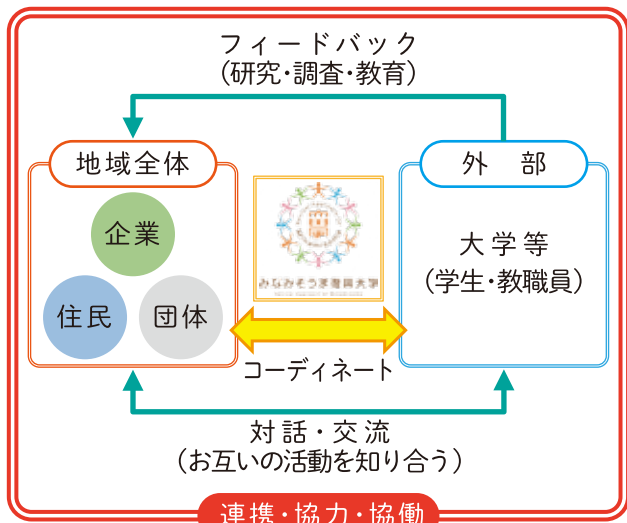 フィードバック
（研究・調査・教育）
地域全体
外　部
企業
住民
団体
大学等
（学生・教職員）
コーディネート
対話・交流
（お互いの活動を知り合う）
連携・協力・協働